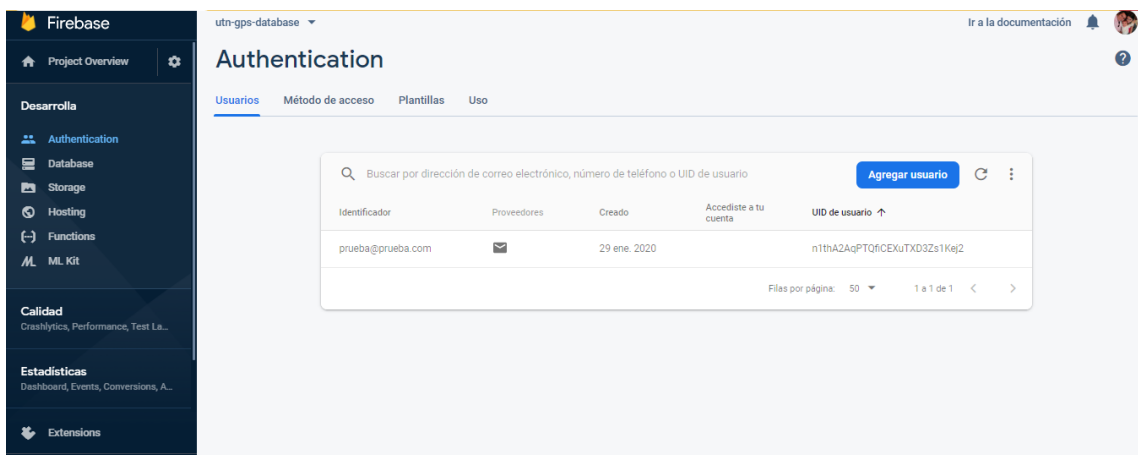 Firebase
utn-gps-database
Ir a la documentación
Project Overview
Authentication
Desarrolla
Usuarios Método de acceso Plantillas Uso
Authentication
Database
Storage
Hosting
Functions
ML Kit
Buscar por dirección de correo electrónico, número de teléfono o UID de usuario
Agregar usuario
Identificador Proveedores Creado Accediste a tu cuenta UID de usuario
prueba@prueba.com 29 ene. 2020 n1thA2AqPTQfiCEXuTXD3Zs1Kej2
Filas por página: 50 1 a 1 de 1
Calidad
Crashlytics, Performance, Test La...
Estadísticas
Dashboard, Events, Conversions, A...
Extensions